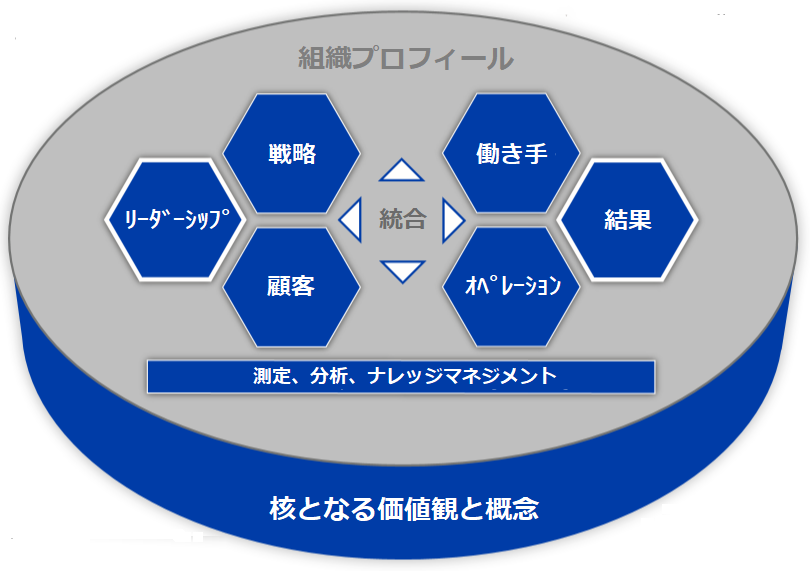 組織プロフィール
戦略
働き手
ﾘｰﾀﾞｰｼｯﾌﾟ
統合
結果
顧客
ｵﾍﾟﾚｰｼｮﾝ
測定、分析、ナレッジマネジメント
核となる価値観と概念